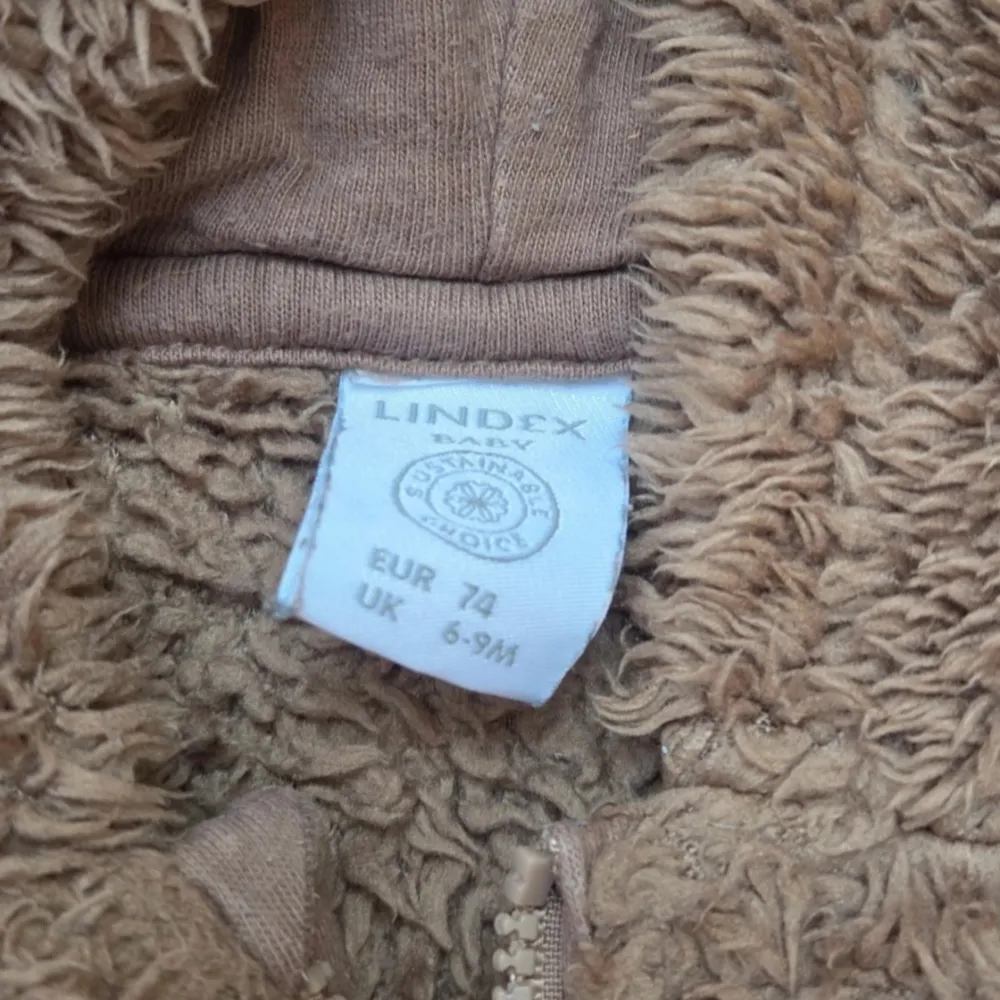 LINDEX
BABY
SUSTAINABLE
CHOICE
EUR 74
UK 6-9M